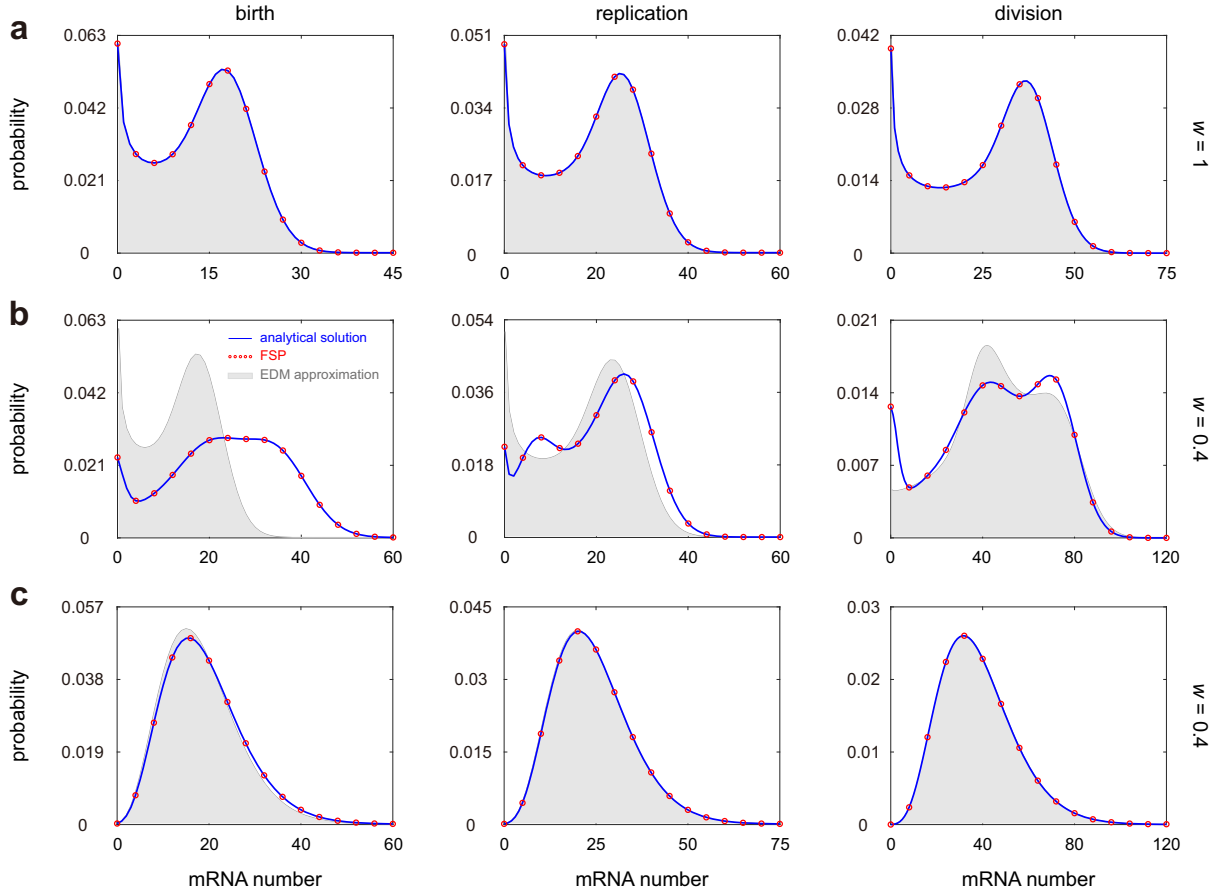 birth replication division
a
0.063 0.051 0.042
0.042 0.034 0.028
probability
w = 1
0.021 0.017 0.014
0 0 0
0 15 30 45 0 20 40 60 0 25 50 75
b
0.063 0.054 0.021
analytical solution
FSP
EDM approximation
0.042 0.036 0.014
probability
w = 0.4
0.021 0.018 0.007
0 0 0
0 20 40 60 0 20 40 60 0 40 80 120
c
0.057 0.045 0.03
0.038 0.030 0.02
probability
w = 0.4
0.019 0.015 0.01
0 0 0
0 20 40 60 0 25 50 75 0 40 80 120
mRNA number mRNA number mRNA number